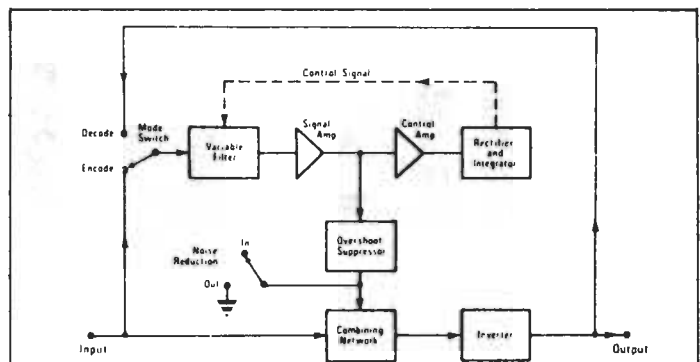 Control Signal
Decode
Mode
Switch
Encode
Variable
Filter
Signal
Amp
Control
Amp
Rectifier
and
Integrator
Overshoot
Suppressor
Noise
Reduction
In
Out
Input
Combining
Network
Inverter
Output